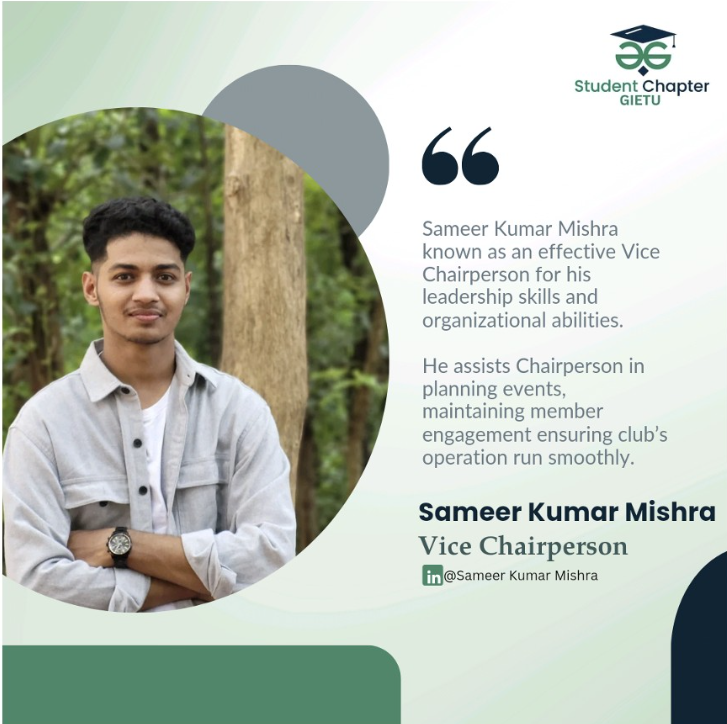 Student Chapter
GIETU
Sameer Kumar Mishra
known as an effective Vice
Chairperson for his
leadership skills and
organizational abilities.
He assists Chairperson in
planning events,
maintaining member
engagement ensuring club's
operation run smoothly.
Sameer Kumar Mishra
Vice Chairperson
in@Sameer Kumar Mishra